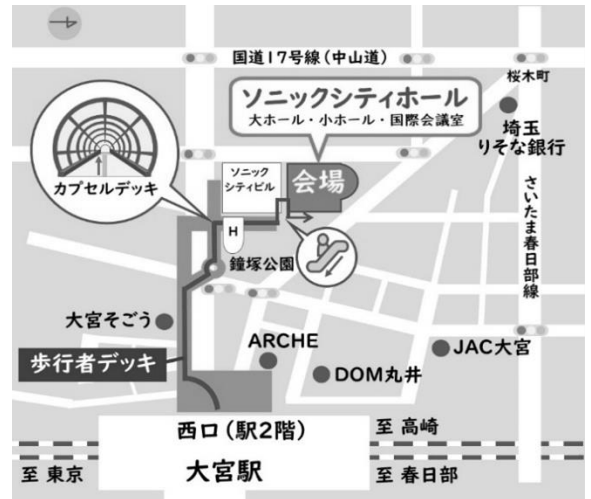 国道17号線(中山道)
桜木町
ソニックシティホール
大ホール・小ホール・国際会議室
埼玉
りそな銀行
カプセルデッキ
ソニック
シティビル
会場
さいたま春日部線
H
鐘塚公園
大宮そごう
ARCHE
JAC大宮
歩行者デッキ
DOM丸井
西口(駅2階)
至 高崎
至 東京
大宮駅
至 春日部